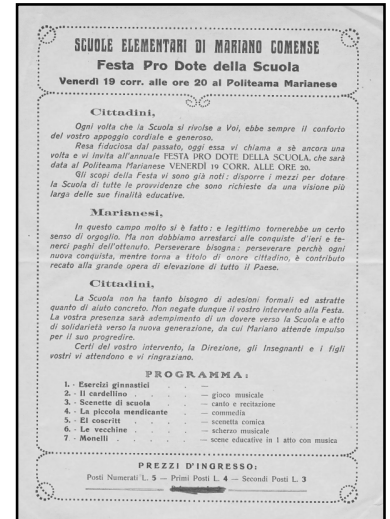 SCUOLE ELEMENTARI DI MARIANO COMENSE
Festa Pro Dote della Scuola
Venerdì 19 corr. alle ore 20 al Politeama Marianese
Cittadini,
Ogni volta che la Scuola si rivolse a Voi, ebbe sempre il conforto
del vostro appoggio cordiale e generoso.
Resa fiduciosa dal passato, oggi essa vi chiama a sè ancora una
volta e vi invita all'annuale FESTA PRO DOTE DELLA SCUOLA, che sarà
data al Politeama Marianese VENERDÌ 19 CORR. ALLE ORE 20.
Gli scopi della Festa vi sono già noti: disporre i mezzi per dotare
la Scuola di tutte le provvidenze che sono richieste da una visione più
larga delle sue finalità educative.
Marianesi,
In questo campo molto si è fatto: e legittimo tornerebbe un certo
senso di orgoglio. Ma non dobbiamo arrestarci alle conquiste d'ieri e te-
nerci paghi dell'ottenuto. Perseverare bisogna: perseverare perchè ogni
nuova conquista, mentre torna a titolo di onore cittadino, è contributo
recato alla grande opera di elevazione di tutto il Paese.
Cittadini,
La Scuola non ha tanto bisogno di adesioni formali ed astratte
quanto di aiuto concreto. Non negate dunque il vostro intervento alla Festa.
La vostra presenza sarà adempimento di un dovere verso la Scuola e atto
di solidarietà verso la nuova generazione, da cui Mariano attende impulso
per il suo progredire.
Certi del vostro intervento, la Direzione, gli Insegnanti e i figli
vostri vi attendono e vi ringraziano.
PROGRAMMA:
1. - Esercizi ginnastici . . —
2. - Il cardellino . . . — gioco musicale
3. - Scenette di scuola . . — canto e recitazione
4. - La piccola mendicante . — commedia
5. - El coscritt . . . — scenetta comica
6. - Le vecchine . . . — scherzo musicale
7 - Monelli . . . . — scene educative in 1 atto con musica
PREZZI D'INGRESSO:
Posti Numerati L. 5 — Primi Posti L. 4 — Secondi Posti L. 3